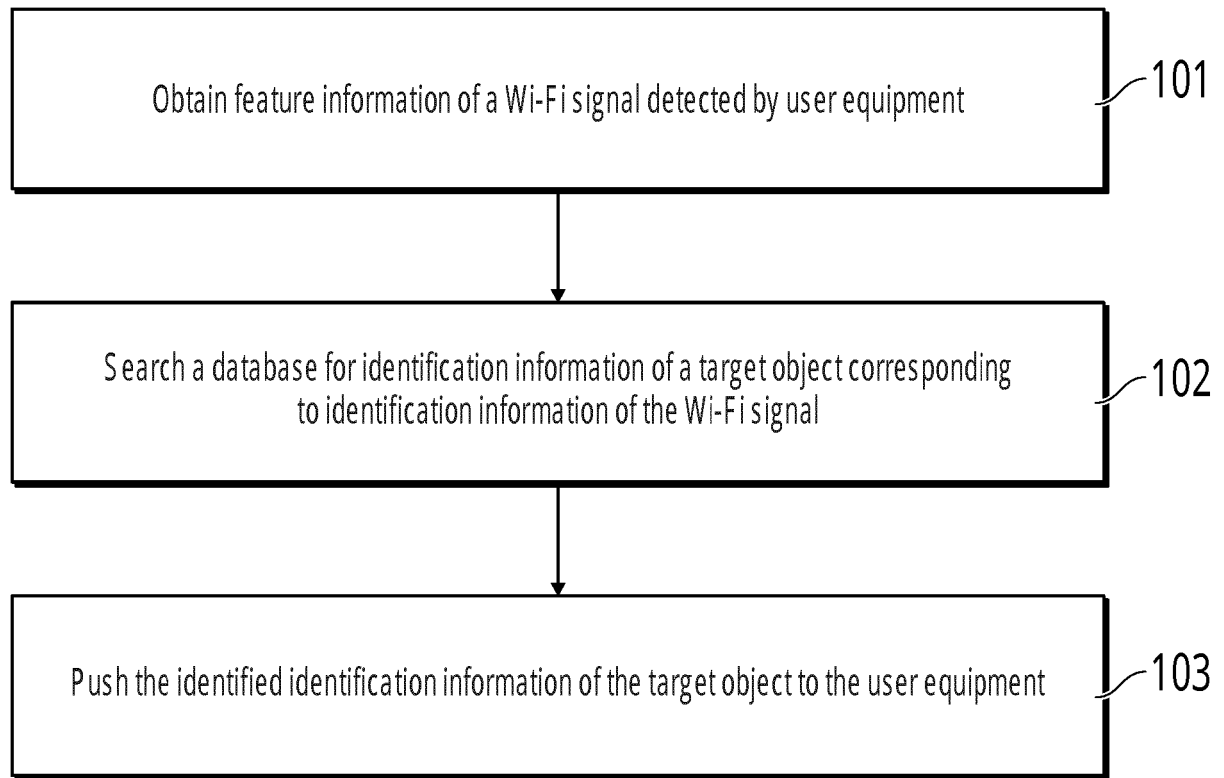 Obtain feature information of a Wi-Fi signal detected by user equipment
101
Search a database for identification information of a target object corresponding
to identification information of the Wi-Fi signal
102
Push the identified identification information of the target object to the user equipment
103